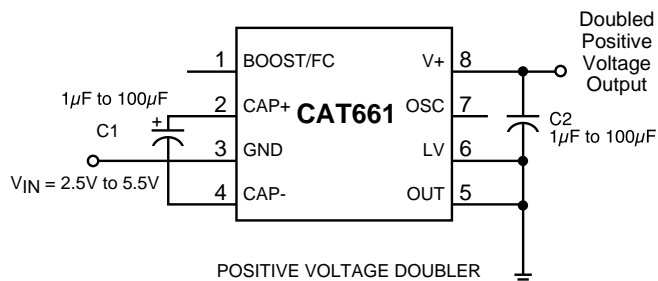 Doubled
Positive
Voltage
Output
1 BOOST/FC V+ 8
1µF to 100µF
2 CAP+ CAT661 OSC 7
+
C1
C2
1µF to 100µF
3 GND LV 6
VIN = 2.5V to 5.5V
4 CAP- OUT 5
POSITIVE VOLTAGE DOUBLER